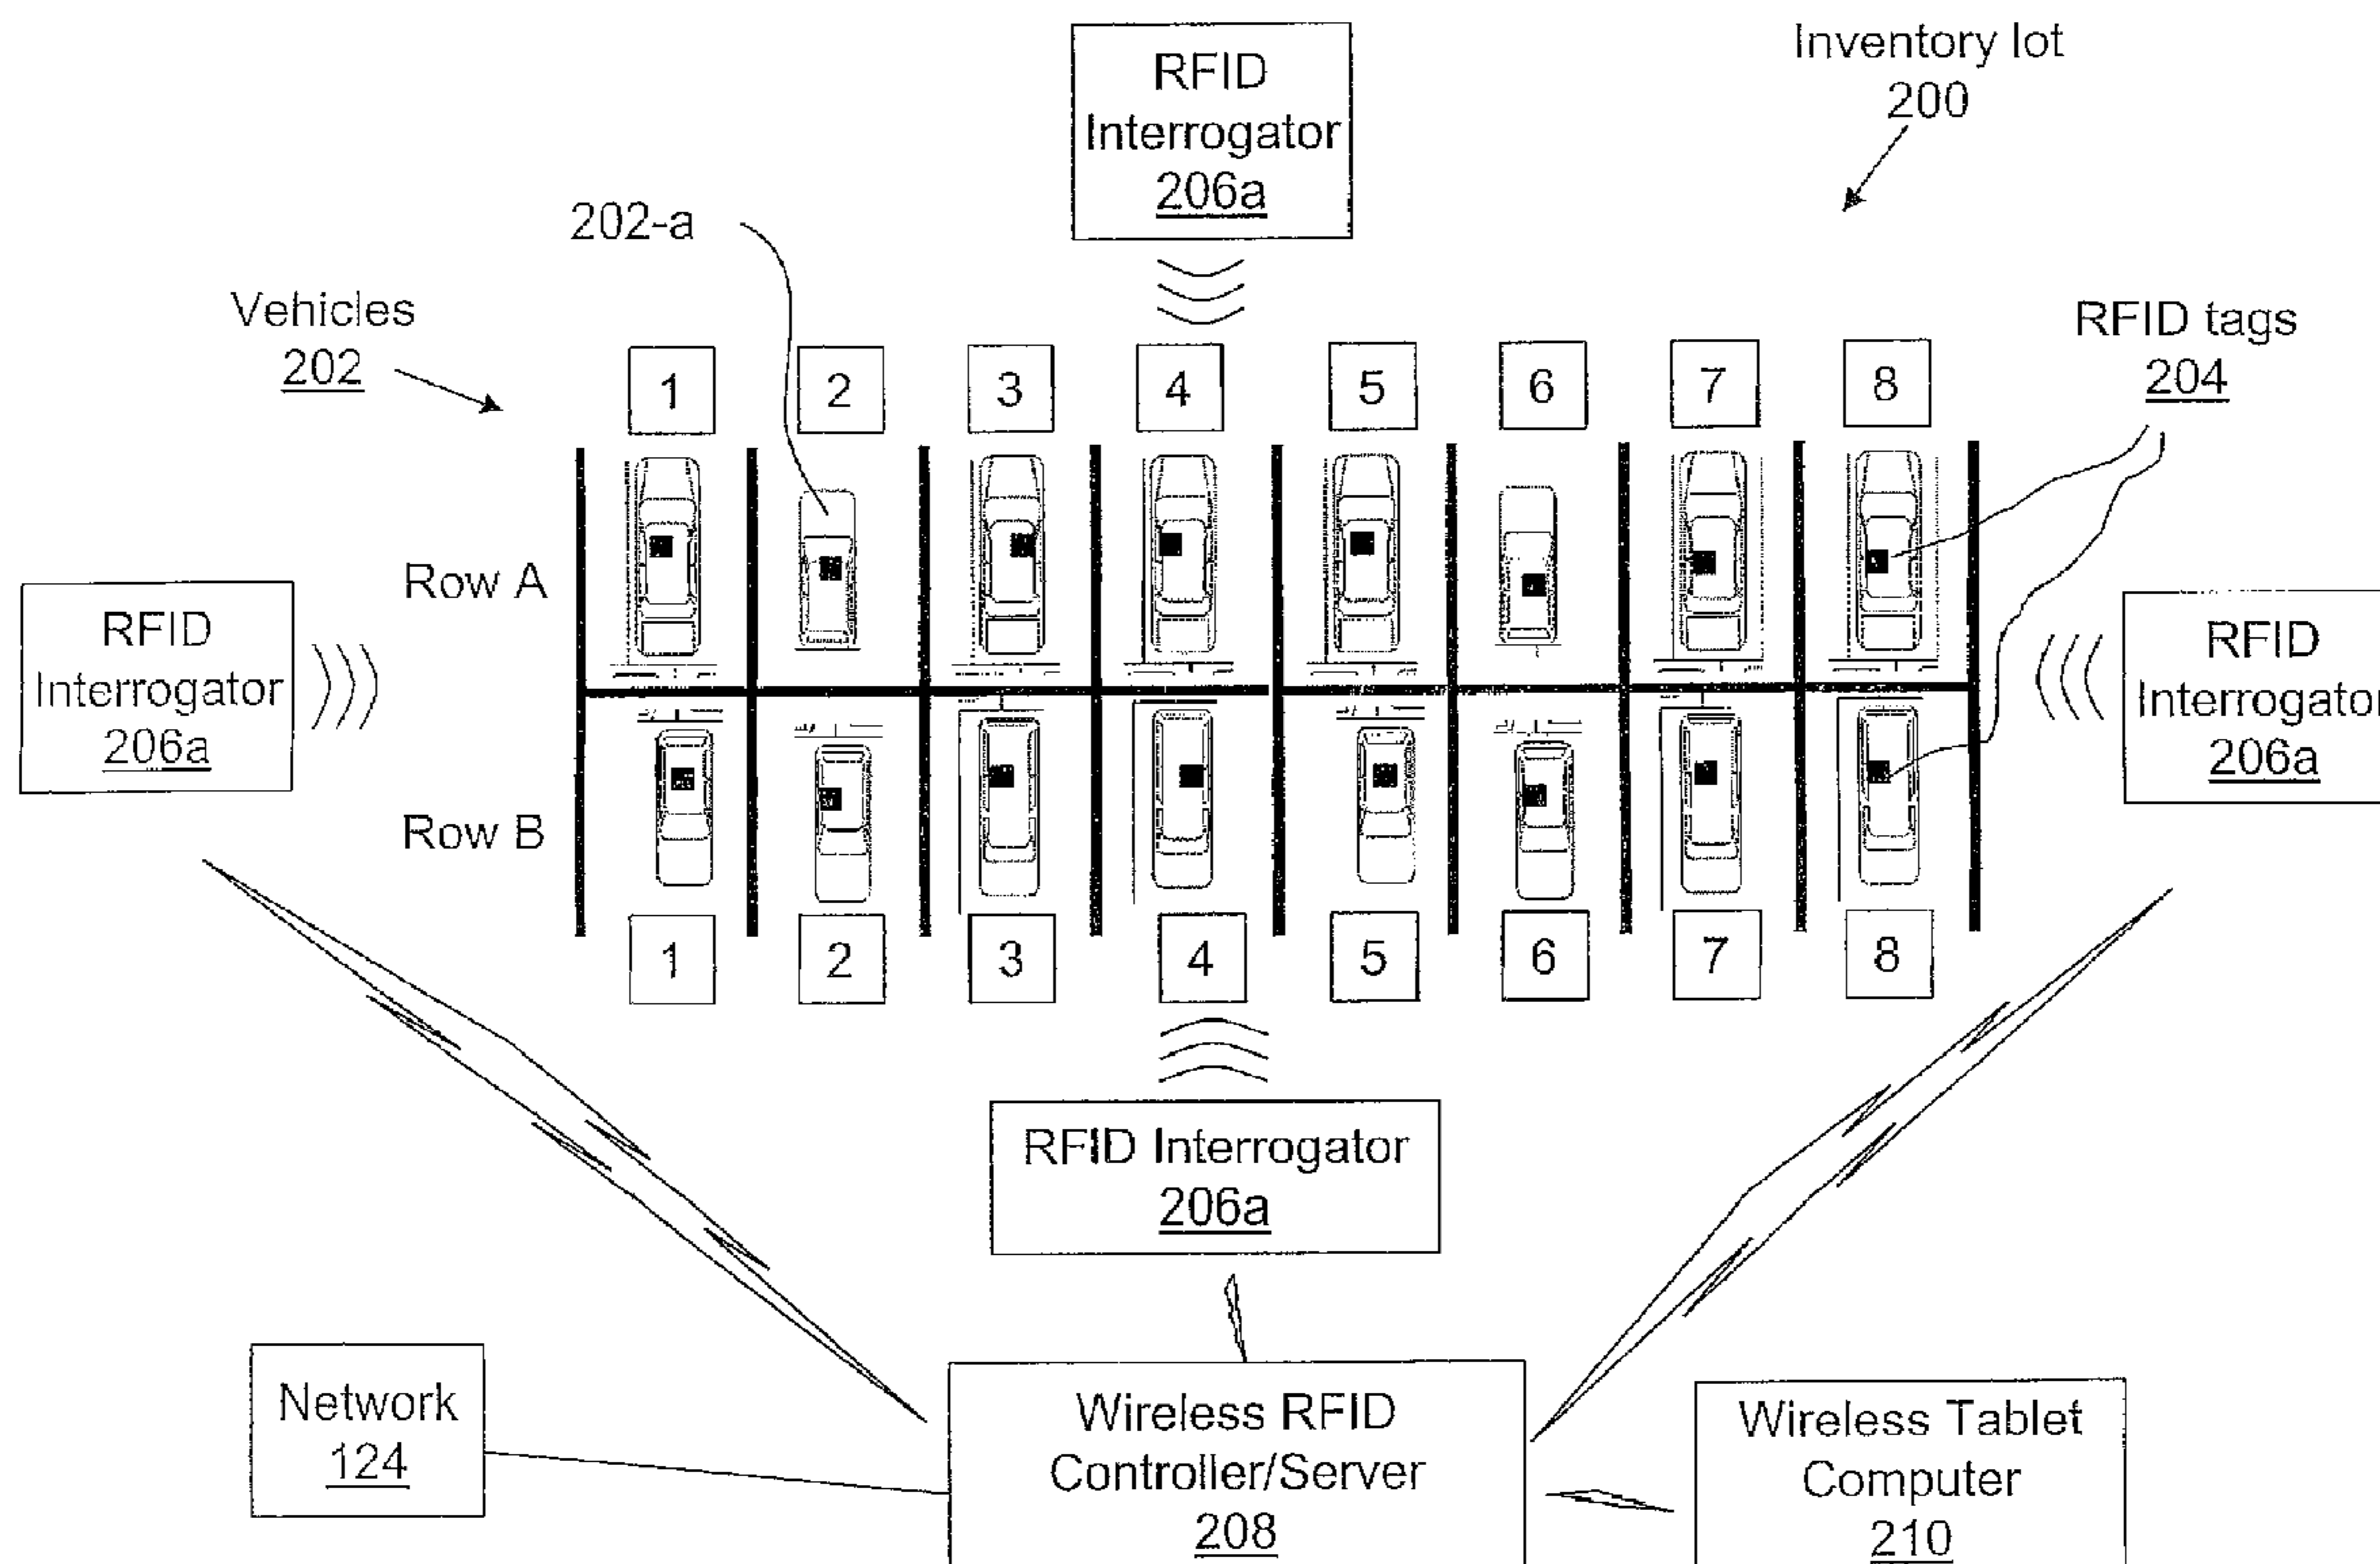 RFID
Interrogator
206a
Inventory lot
200
202-a
Vehicles
202
RFID tags
204
1
2
3
4
5
6
7
8
Row A
RFID
Interrogator
206a
RFID
Interrogator
206a
Row B
1
2
3
4
5
6
7
8
RFID Interrogator
206a
Network
124
Wireless RFID
Controller/Server
208
Wireless Tablet
Computer
210